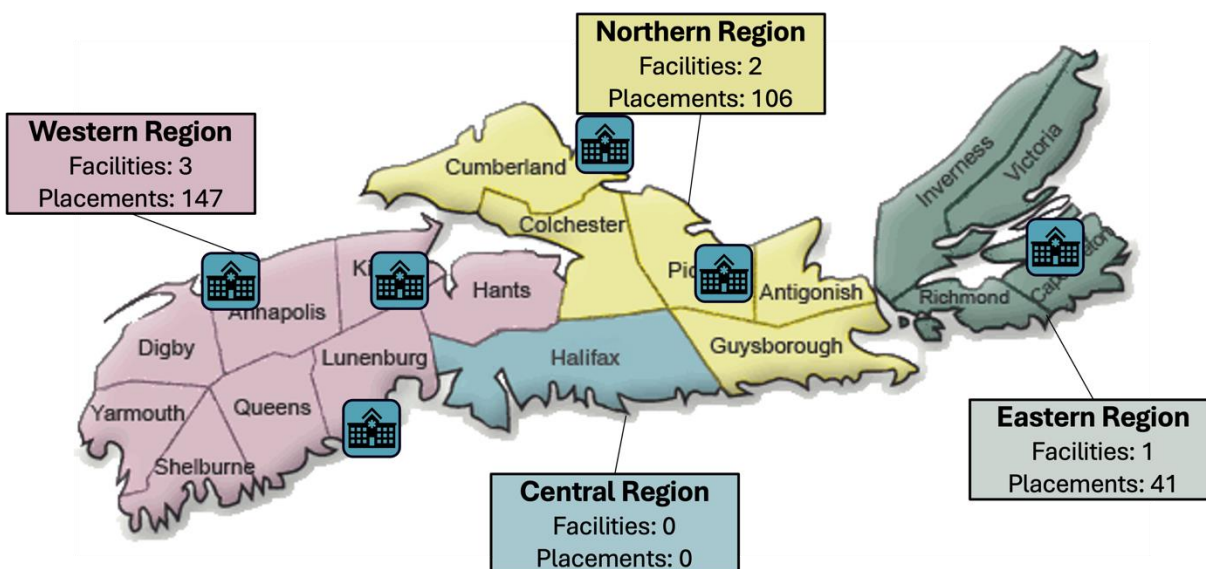 Northern Region
Facilities: 2
Placements: 106
Western Region
Facilities: 3
Placements: 147
Cumberland
Colchester
Inverness
Victoria
Hants
Annapolis
Antigonish
Richmond
Digby
Lunenburg
Halifax
Guysborough
Yarmouth
Queens
Shelburne
Eastern Region
Facilities: 1
Placements: 41
Central Region
Facilities: 0
Placements: 0